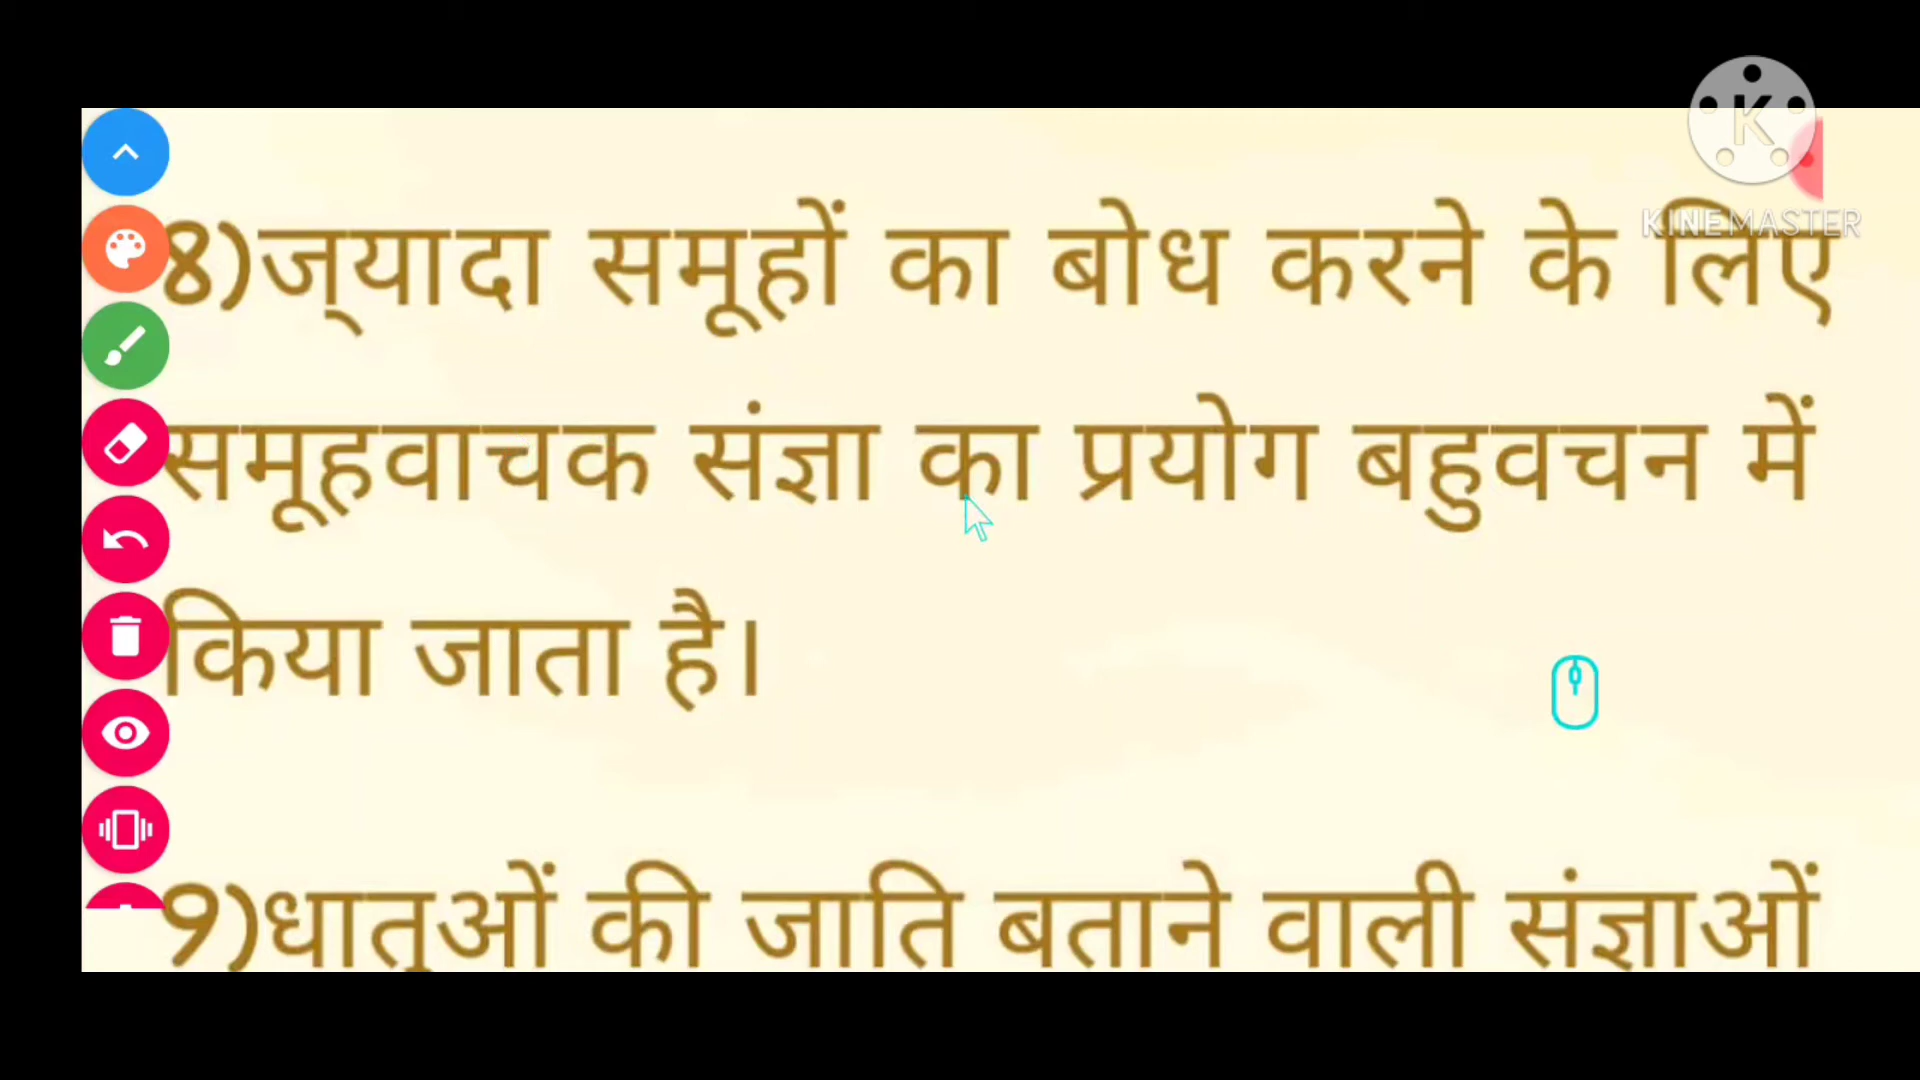 KINEMASTER
8)ज्‌यादा समूहों का बोध करने के लिए
समूहवाचक संज्ञा का प्रयोग बहुवचन में
किया जाता है।
9)धातुओं की जाति बताने वाली संज्ञाओं